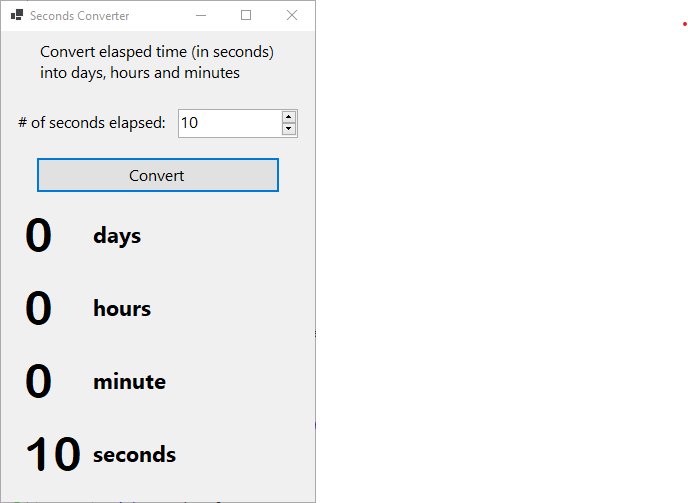 Seconds Converter
Convert elasped time (in seconds)
into days, hours and minutes
# of seconds elapsed: 10
Convert
0 days
0 hours
0 minute
10 seconds